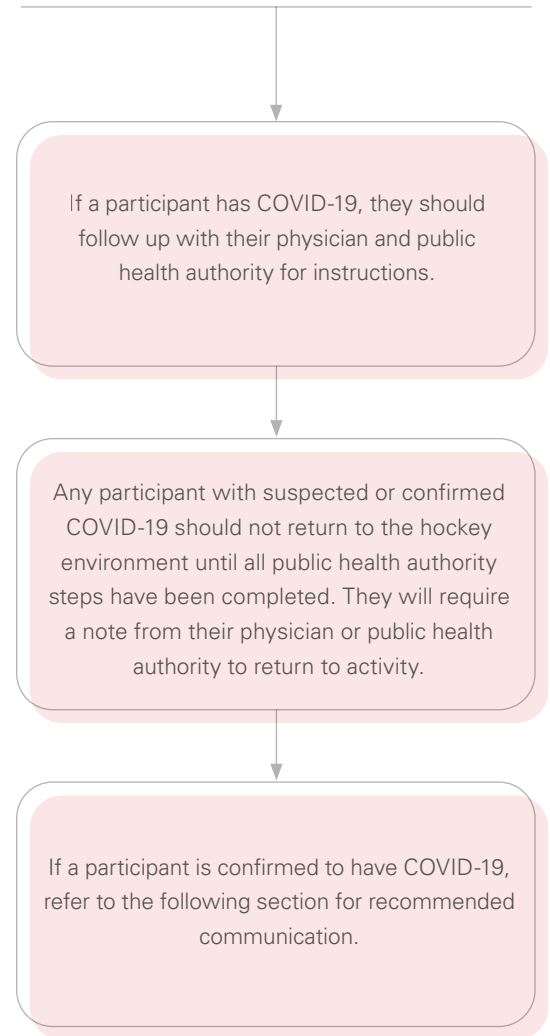 If a participant has COVID-19, they should
follow up with their physician and public
health authority for instructions.
Any participant with suspected or confirmed
COVID-19 should not return to the hockey
environment until all public health authority
steps have been completed. They will require
a note from their physician or public health
authority to return to activity.
If a participant is confirmed to have COVID-19,
refer to the following section for recommended
communication.